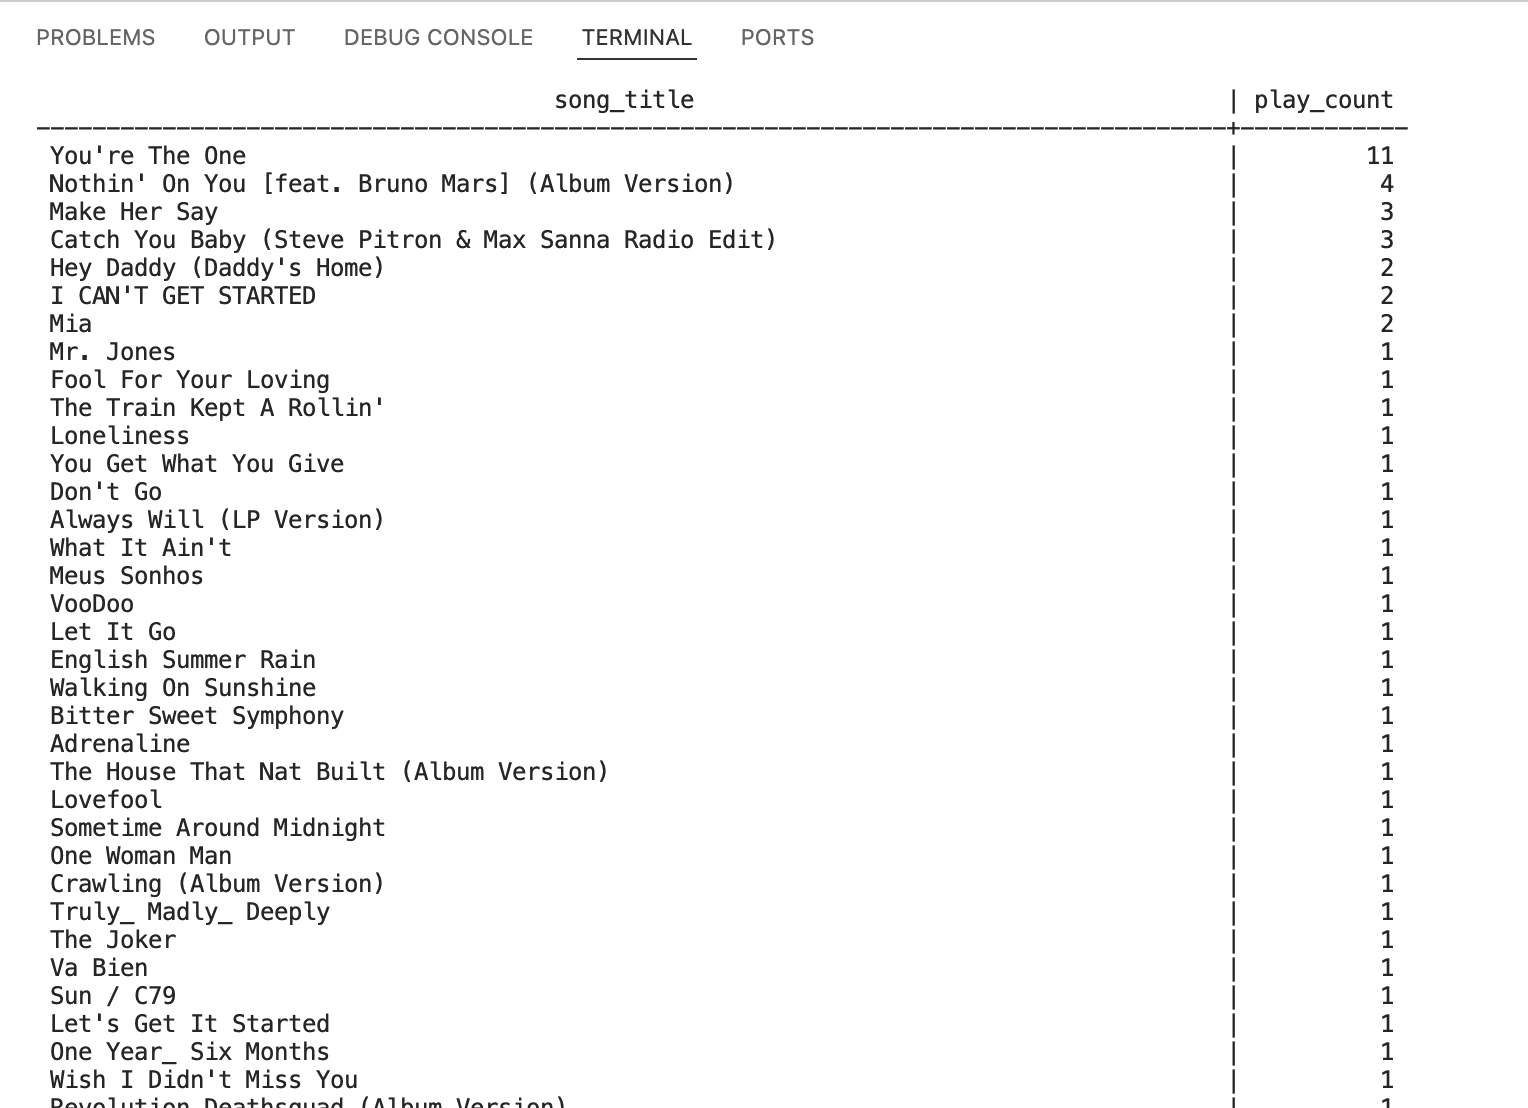 PROBLEMS OUTPUT DEBUG CONSOLE TERMINAL PORTS
song_title | play_count
You're The One | 11
Nothin' On You [feat. Bruno Mars] (Album Version) | 4
Make Her Say | 3
Catch You Baby (Steve Pitron & Max Sanna Radio Edit) | 3
Hey Daddy (Daddy's Home) | 2
I CAN'T GET STARTED | 2
Mia | 2
Mr. Jones | 1
Fool For Your Loving | 1
The Train Kept A Rollin' | 1
Loneliness | 1
You Get What You Give | 1
Don't Go | 1
Always Will (LP Version) | 1
What It Ain't | 1
Meus Sonhos | 1
VooDoo | 1
Let It Go | 1
English Summer Rain | 1
Walking On Sunshine | 1
Bitter Sweet Symphony | 1
Adrenaline | 1
The House That Nat Built (Album Version) | 1
Lovefool | 1
Sometime Around Midnight | 1
One Woman Man | 1
Crawling (Album Version) | 1
Truly_ Madly_ Deeply | 1
The Joker | 1
Va Bien | 1
Sun / C79 | 1
Let's Get It Started | 1
One Year_ Six Months | 1
Wish I Didn't Miss You | 1
Revolution Deathsquad (Album Version) | 1